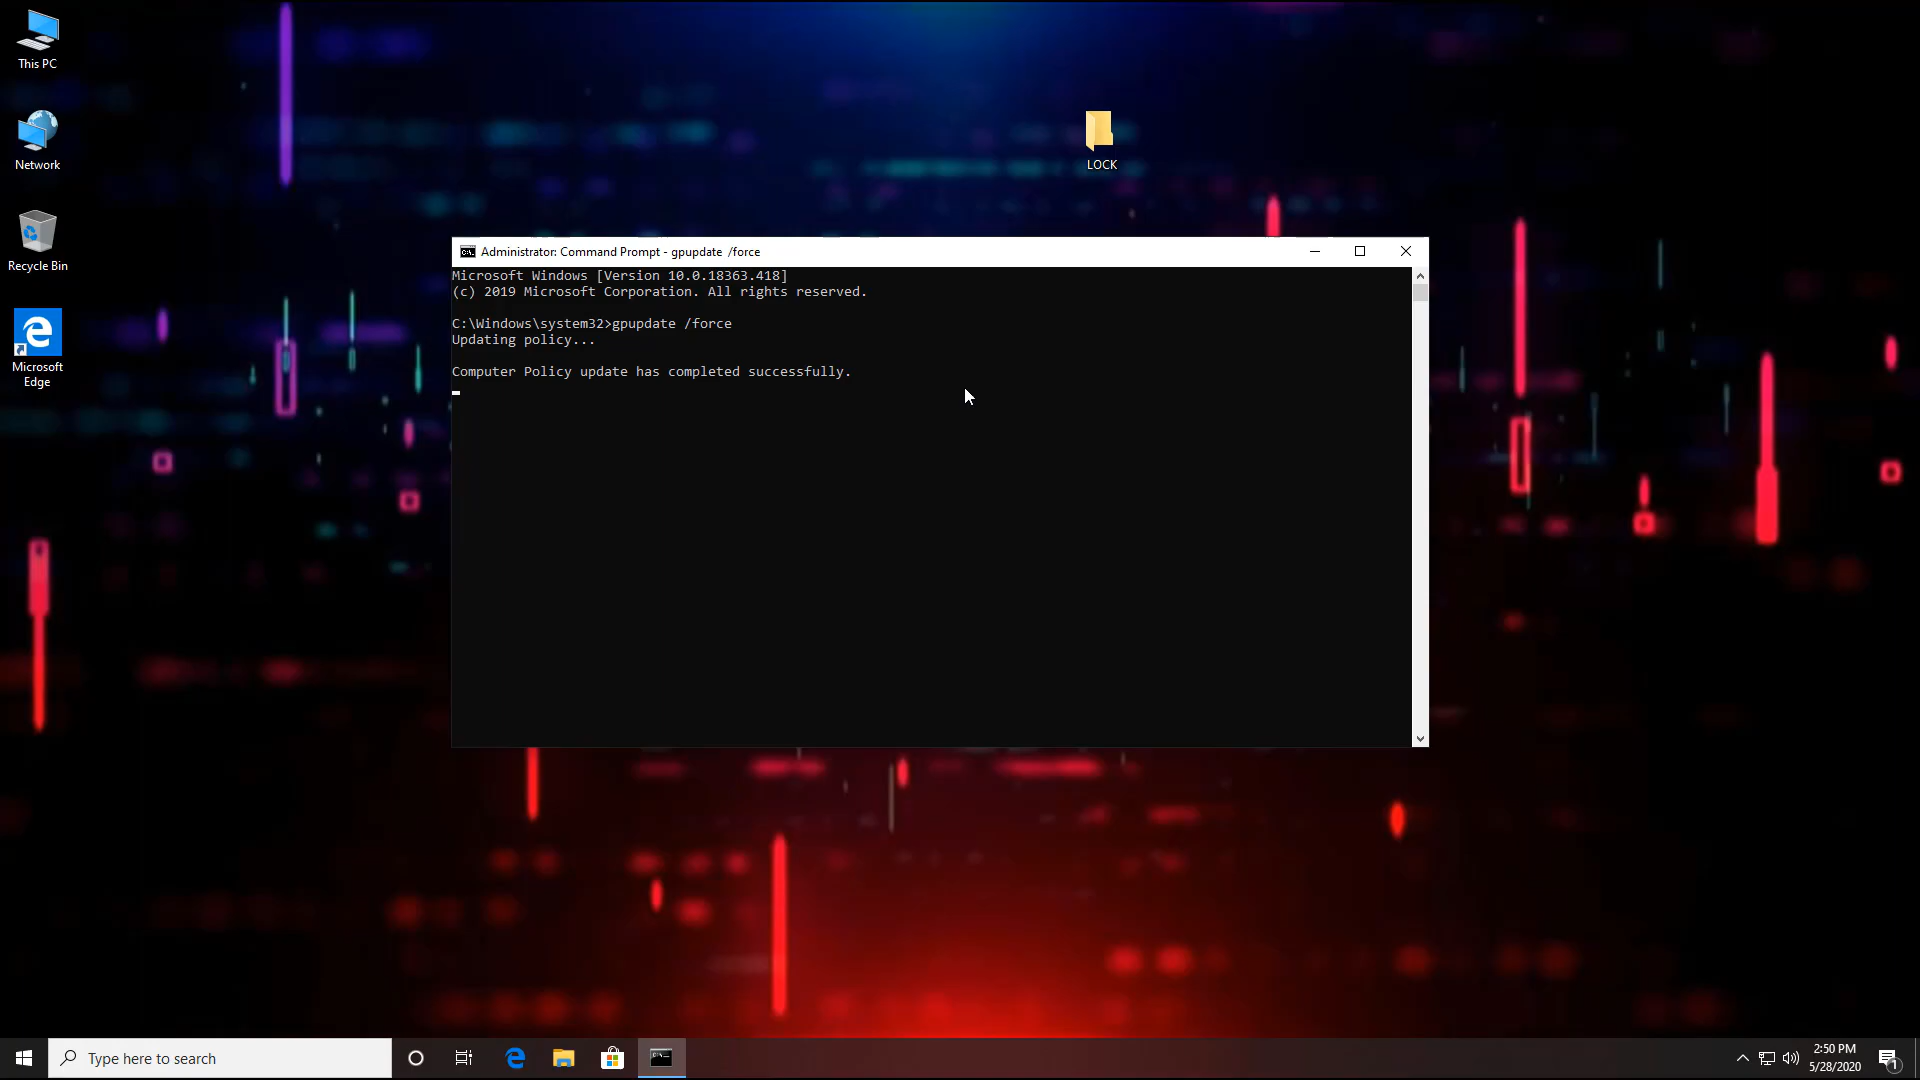 This PC
Network
Recycle Bin
Microsoft
Edge
LOCK
Administrator: Command Prompt - gpupdate /force
Microsoft Windows [Version 10.0.18363.418]
(c) 2019 Microsoft Corporation. All rights reserved.
C:\Windows\system32>gpupdate /force
Updating policy...
Computer Policy update has completed successfully.
Type here to search
2:50 PM
5/28/2020
1